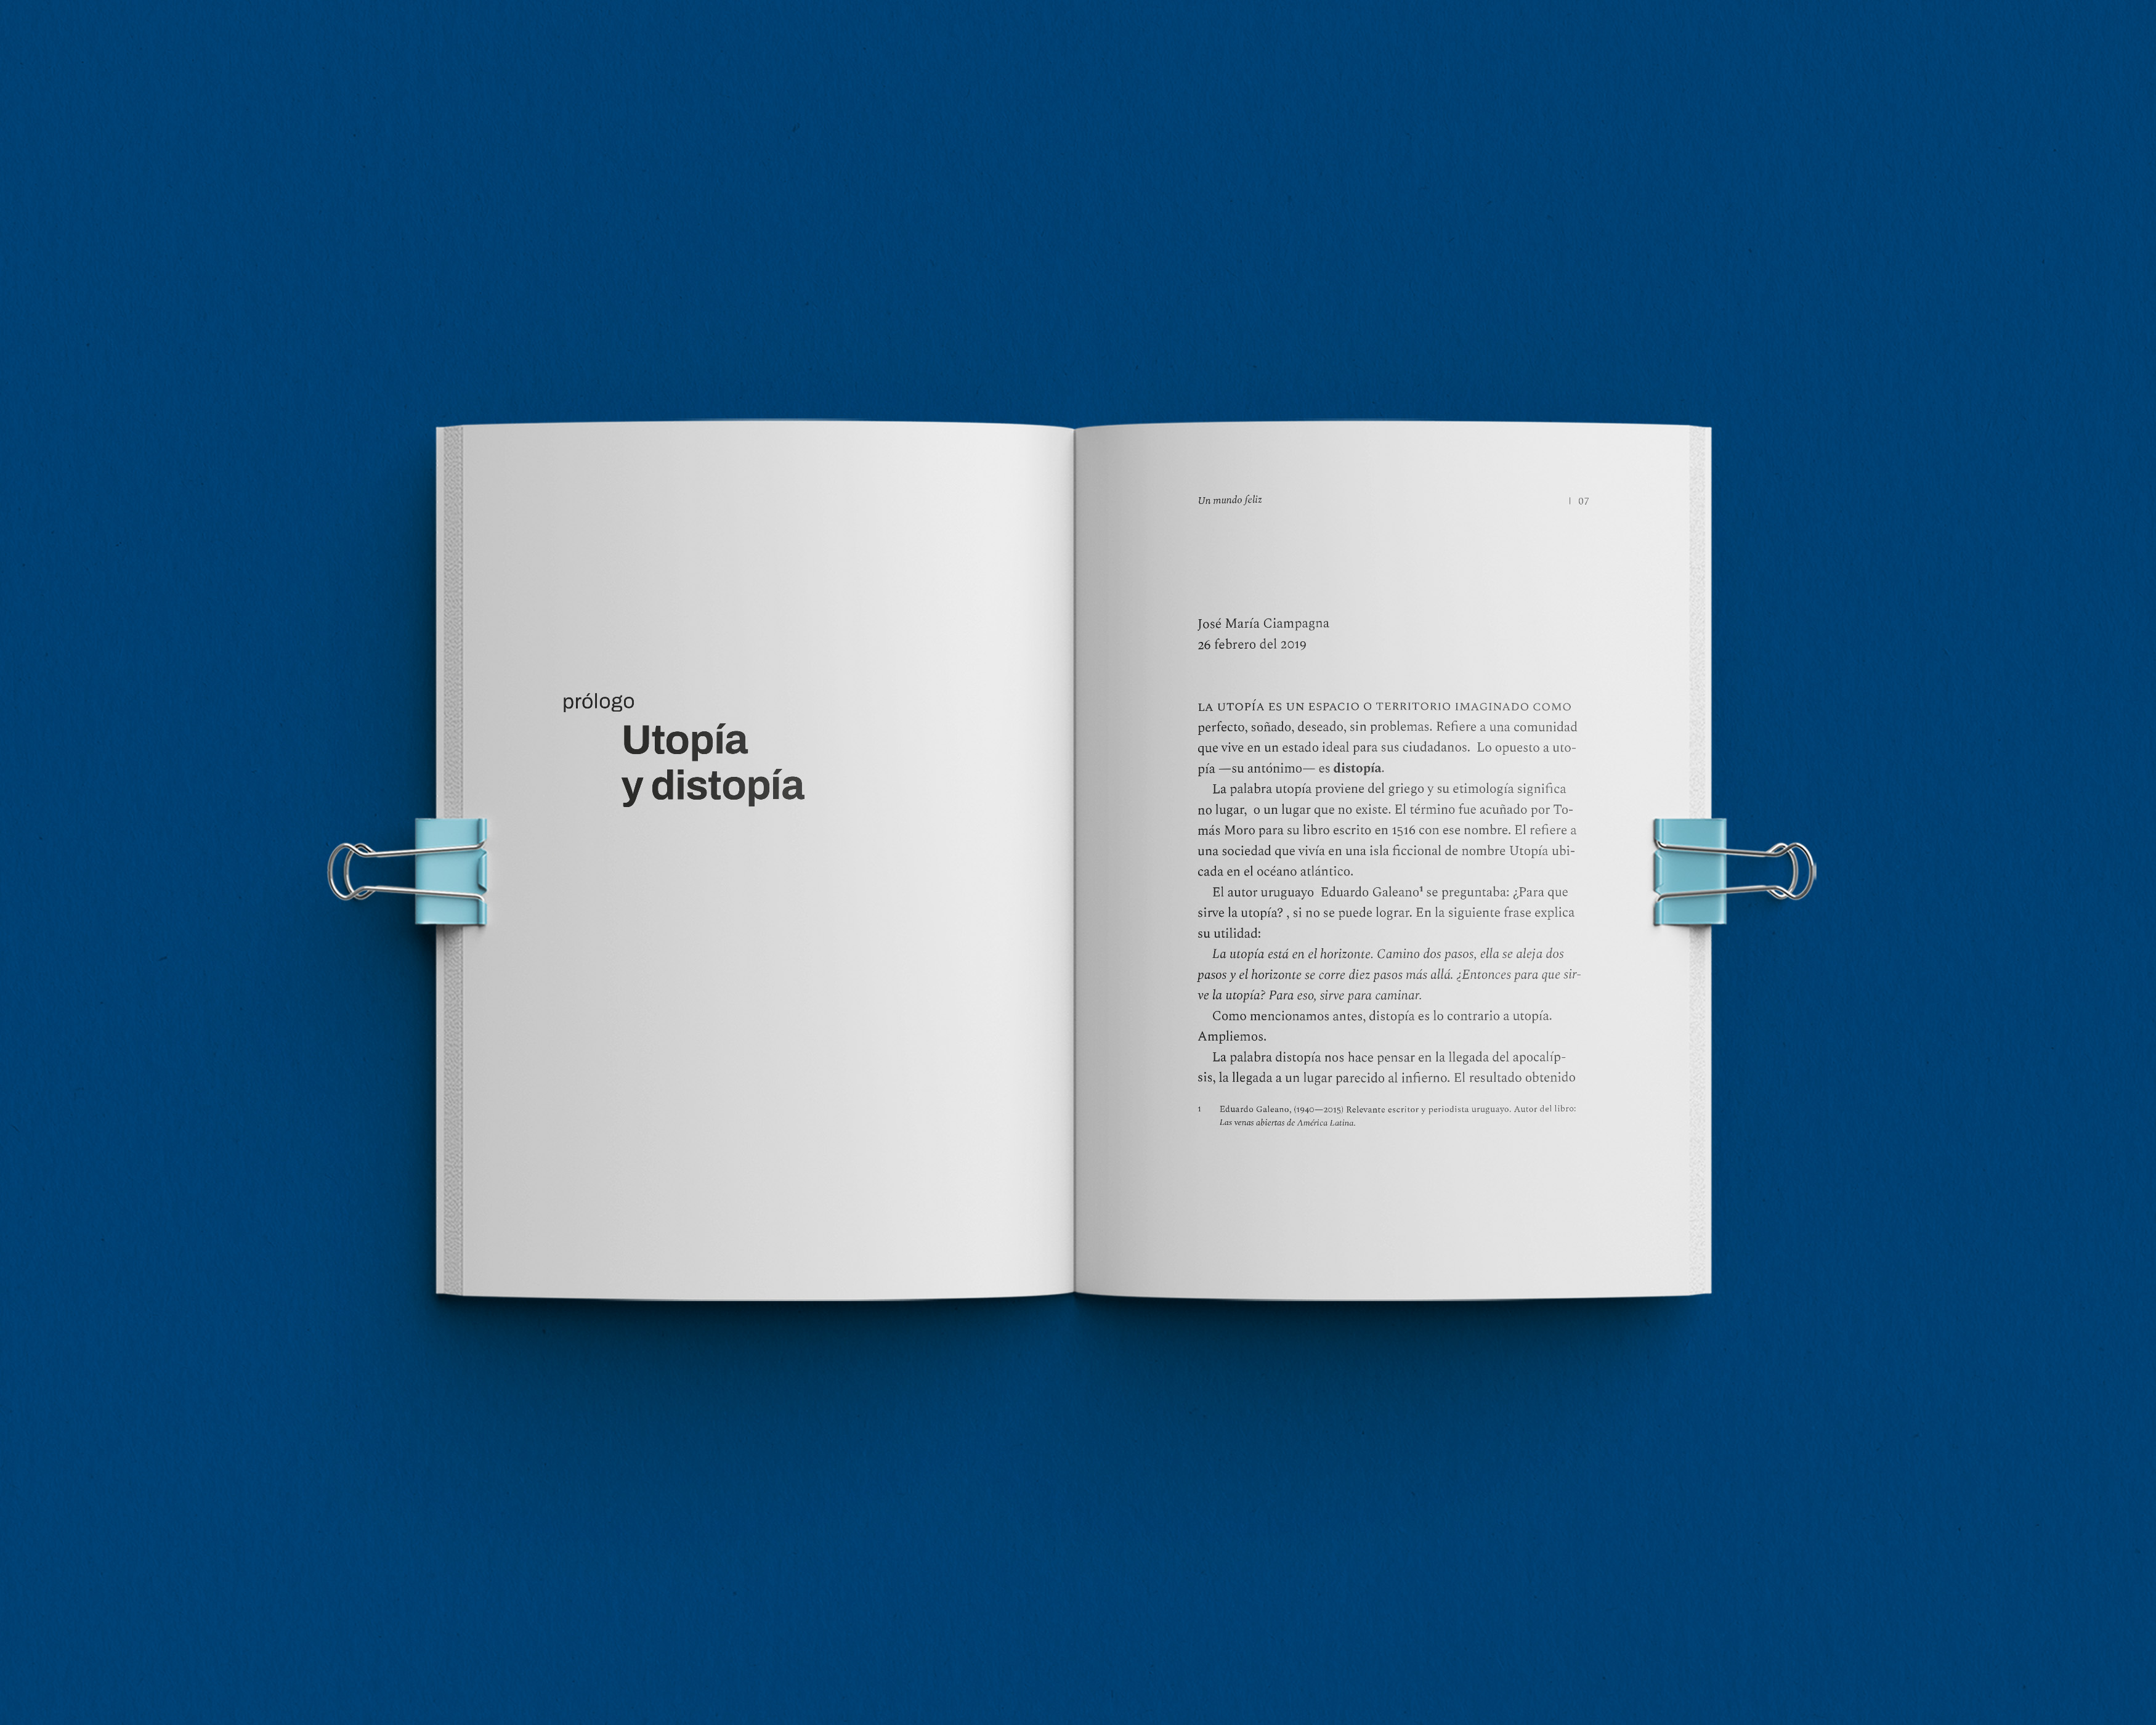 prólogo
Utopía
y distopía
Un mundo feliz | 07
José María Ciampagna
26 febrero del 2019
LA UTOPÍA ES UN ESPACIO O TERRITORIO IMAGINADO COMO
perfecto, soñado, deseado, sin problemas. Refiere a una comunidad
que vive en un estado ideal para sus ciudadanos.  Lo opuesto a uto-
pía —su antónimo— es distopía.
La palabra utopía proviene del griego y su etimología significa
no lugar,  o un lugar que no existe. El término fue acuñado por To-
más Moro para su libro escrito en 1516 con ese nombre. El refiere a
una sociedad que vivía en una isla ficcional de nombre Utopía ubi-
cada en el océano atlántico.
El autor uruguayo  Eduardo Galeano¹ se preguntaba: ¿Para que
sirve la utopía? , si no se puede lograr. En la siguiente frase explica
su utilidad:
La utopía está en el horizonte. Camino dos pasos, ella se aleja dos
pasos y el horizonte se corre diez pasos más allá. ¿Entonces para que sir-
ve la utopía? Para eso, sirve para caminar.
Como mencionamos antes, distopía es lo contrario a utopía.
Ampliemos.
La palabra distopía nos hace pensar en la llegada del apocalíp-
sis, la llegada a un lugar parecido al infierno. El resultado obtenido
1 Eduardo Galeano, (1940—2015) Relevante escritor y periodista uruguayo. Autor del libro:
Las venas abiertas de América Latina.